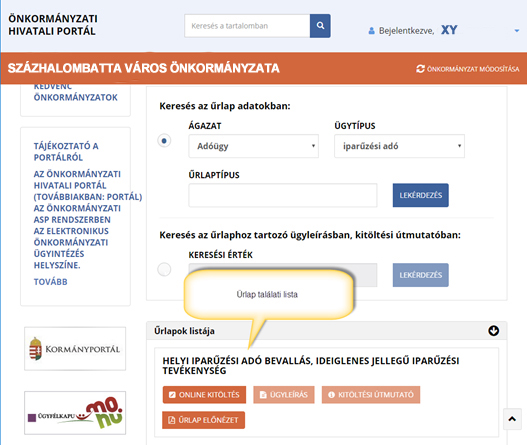 ÖNKORMÁNYZATI
HIVATALI PORTÁL
Keresés a tartalomban
Bejelentkezve, XY
SZÁZHALOMBATTA VÁROS ÖNKORMÁNYZATA
ÖNKORMÁNYZAT MÓDOSÍTÁSA
KEDVENC
ÖNKORMÁNYZATOK
TÁJÉKOZTATÓ A
PORTÁLRÓL
AZ ÖNKORMÁNYZATI
HIVATALI PORTÁL
(TOVÁBBIAKBAN: PORTÁL)
AZ ÖNKORMÁNYZATI
ASP RENDSZERBEN
AZ ELEKTRONIKUS
ÖNKORMÁNYZATI
ÜGYINTÉZÉS
HELYSZÍNE.
TOVÁBB
KORMÁNYPORTÁL
ÜGYFÉLKAPU
MO.HU
Keresés az űrlap adatokban:
ÁGAZAT
ÜGYTÍPUS
Adóügy
iparűzési adó
ŰRLAPTÍPUS
LEKÉRDEZÉS
Keresés az űrlaphoz tartozó ügyleírásban, kitöltési útmutatóban:
KERESÉSI ÉRTÉK
LEKÉRDEZÉS
Űrlap találati lista
Űrlapok listája
HELYI IPARŰZÉSI ADÓ BEVALLÁS, IDEIGLENES JELLEGŰ IPARŰZÉSI
TEVÉKENYSÉG
ONLINE KITÖLTÉS
ÜGYLEÍRÁS
KITÖLTÉSI ÚTMUTATÓ
ŰRLAP ELŐNÉZET